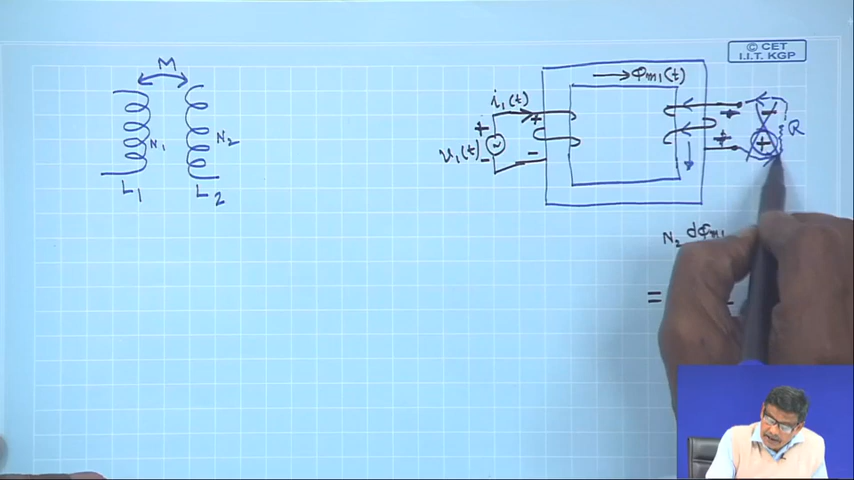 M
N₁
N₂
L₁
L₂
© CET
I.I.T. KGP
→ φm₁(t)
i₁(t)
+
+
~
v₁(t)
-
-
+
+
-
+
R
N₂ dφm₁
=